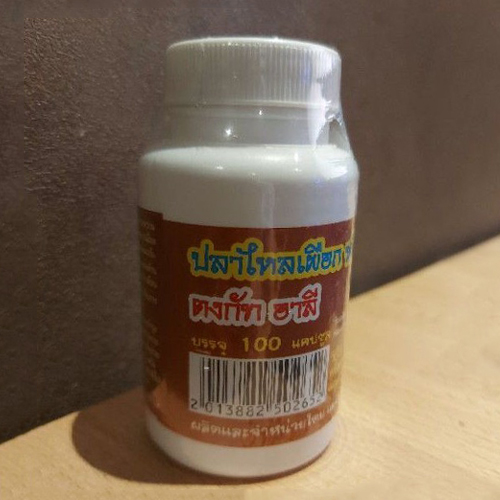 ปลาไหลเผือก
ตงกัท อาลี
บรรจุ 100 แคปซูล
2 013882 50265
ผลิตและจำหน่ายโดย